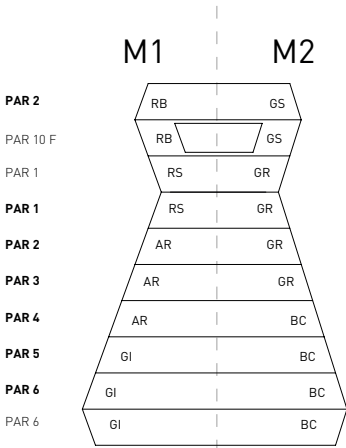 M1 M2
PAR 2 RB GS
PAR 10 F RB GS
PAR 1 RS GR
PAR 1 RS GR
PAR 2 AR GR
PAR 3 AR GR
PAR 4 AR BC
PAR 5 GI BC
PAR 6 GI BC
PAR 6 GI BC